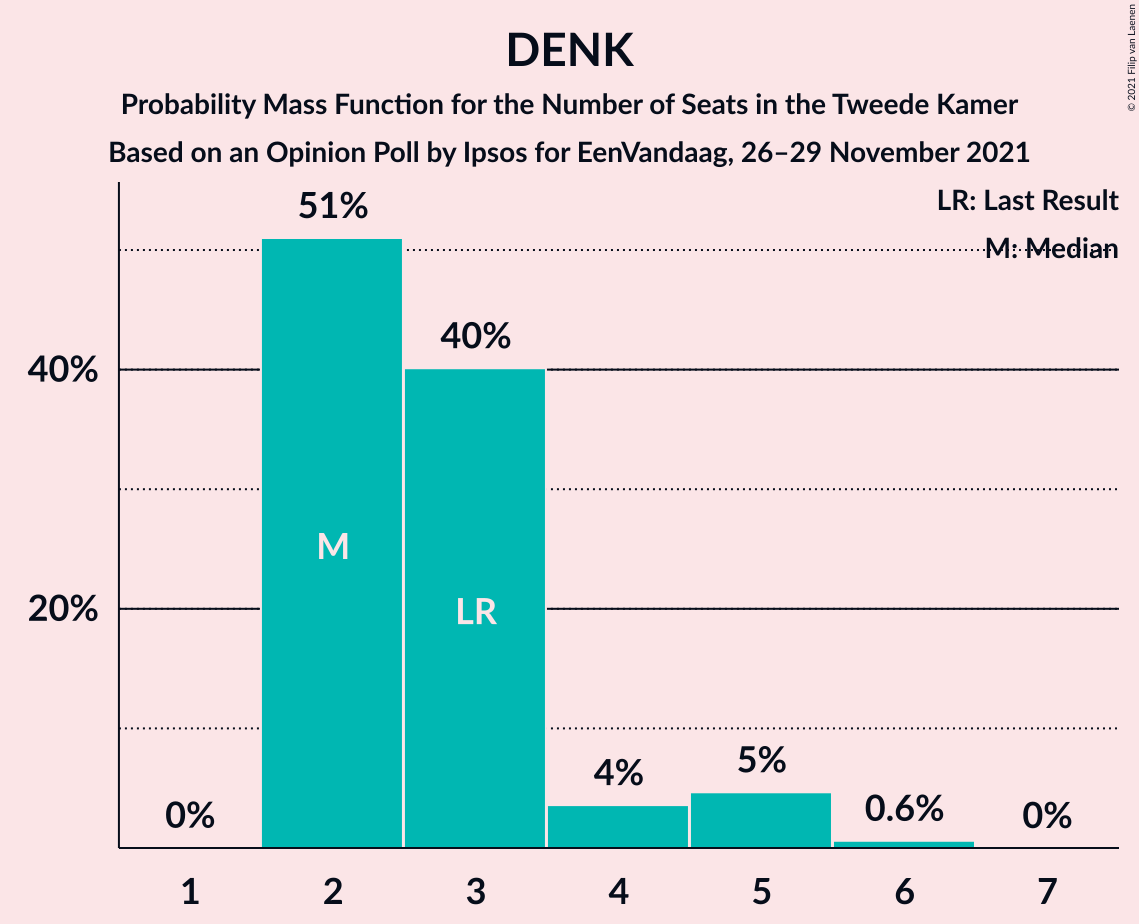 DENK
Probability Mass Function for the Number of Seats in the Tweede Kamer
Based on an Opinion Poll by Ipsos for EenVandaag, 26–29 November 2021
© 2021 Filip van Laenen
LR: Last Result
M: Median
51%
40%
40%
M
LR
20%
0%
4%
5%
0.6%
0%
1 2 3 4 5 6 7